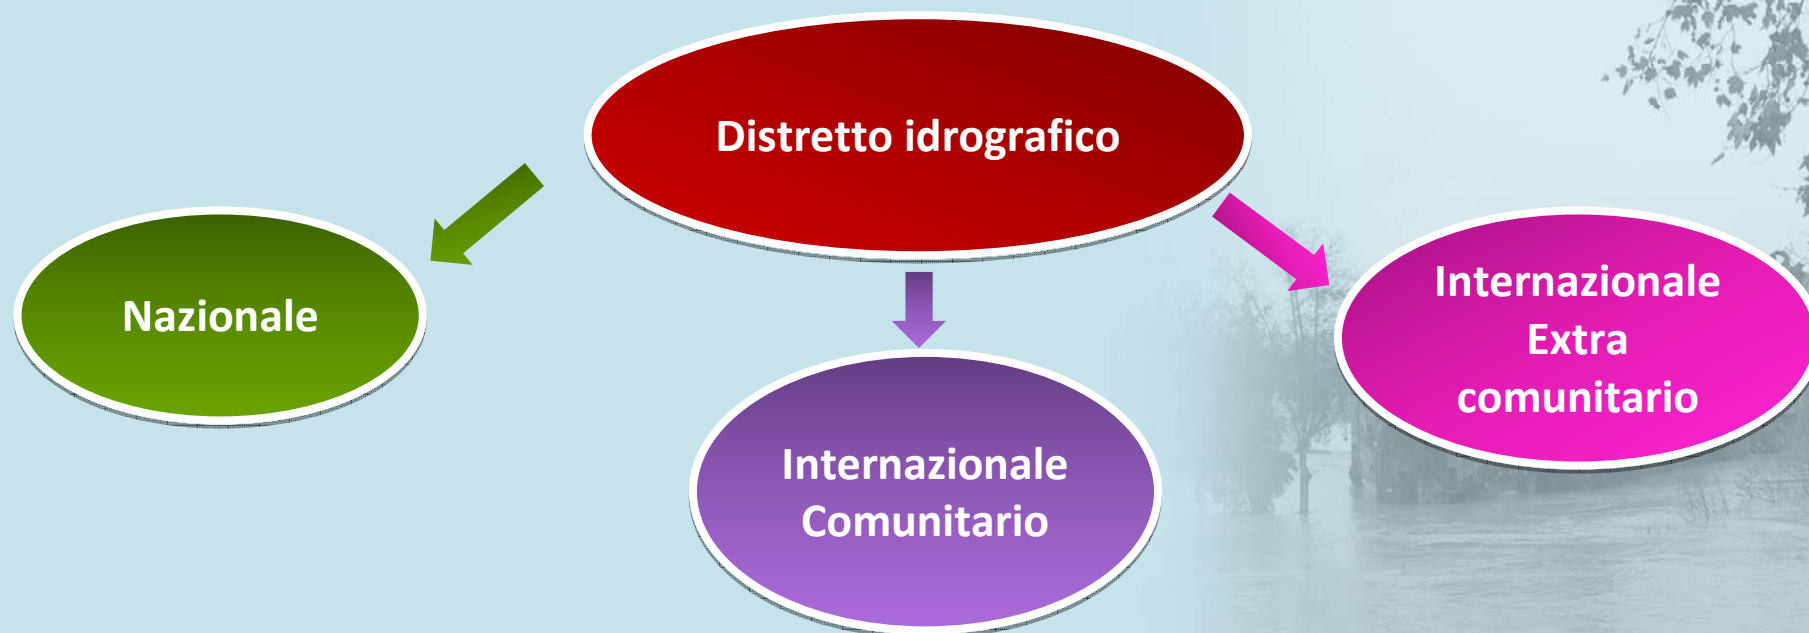 Distretto idrografico
Nazionale
Internazionale
Comunitario
Internazionale
Extra
comunitario